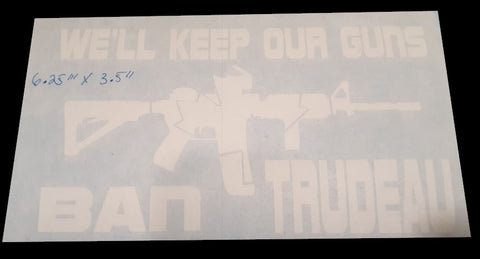 WE'LL KEEP OUR GUNS
6.25" x 3.5"
BAN TRUDEAU